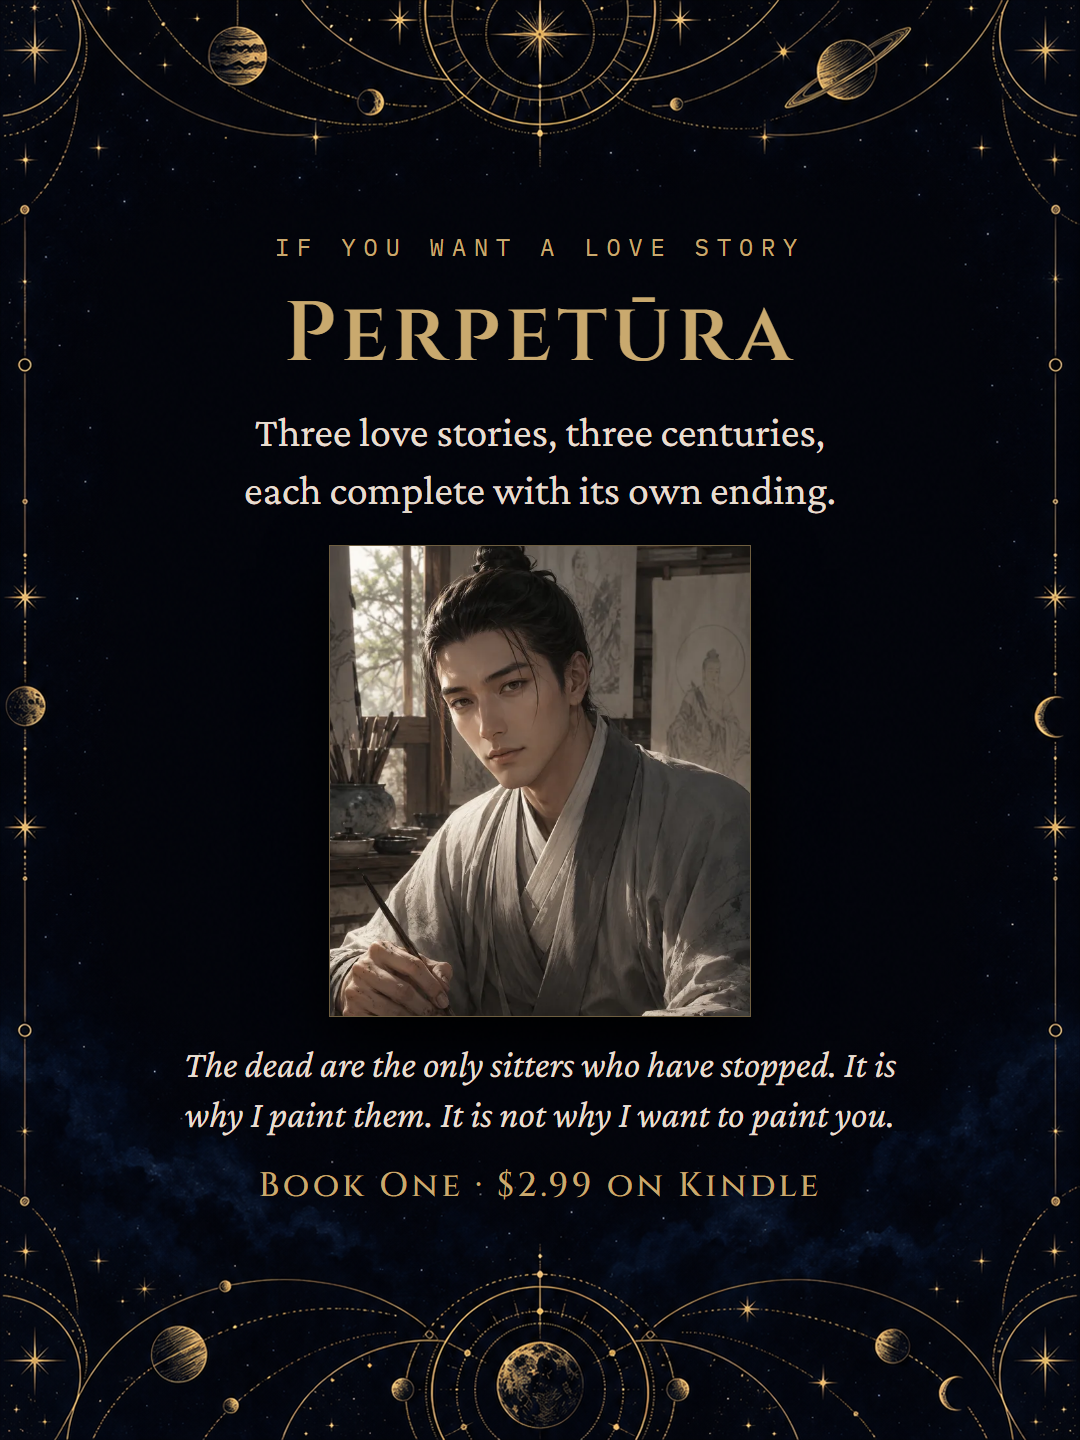 IF YOU WANT A LOVE STORY
PERPETŪRA
Three love stories, three centuries,
each complete with its own ending.
The dead are the only sitters who have stopped. It is
why I paint them. It is not why I want to paint you.
BOOK ONE · $2.99 ON KINDLE